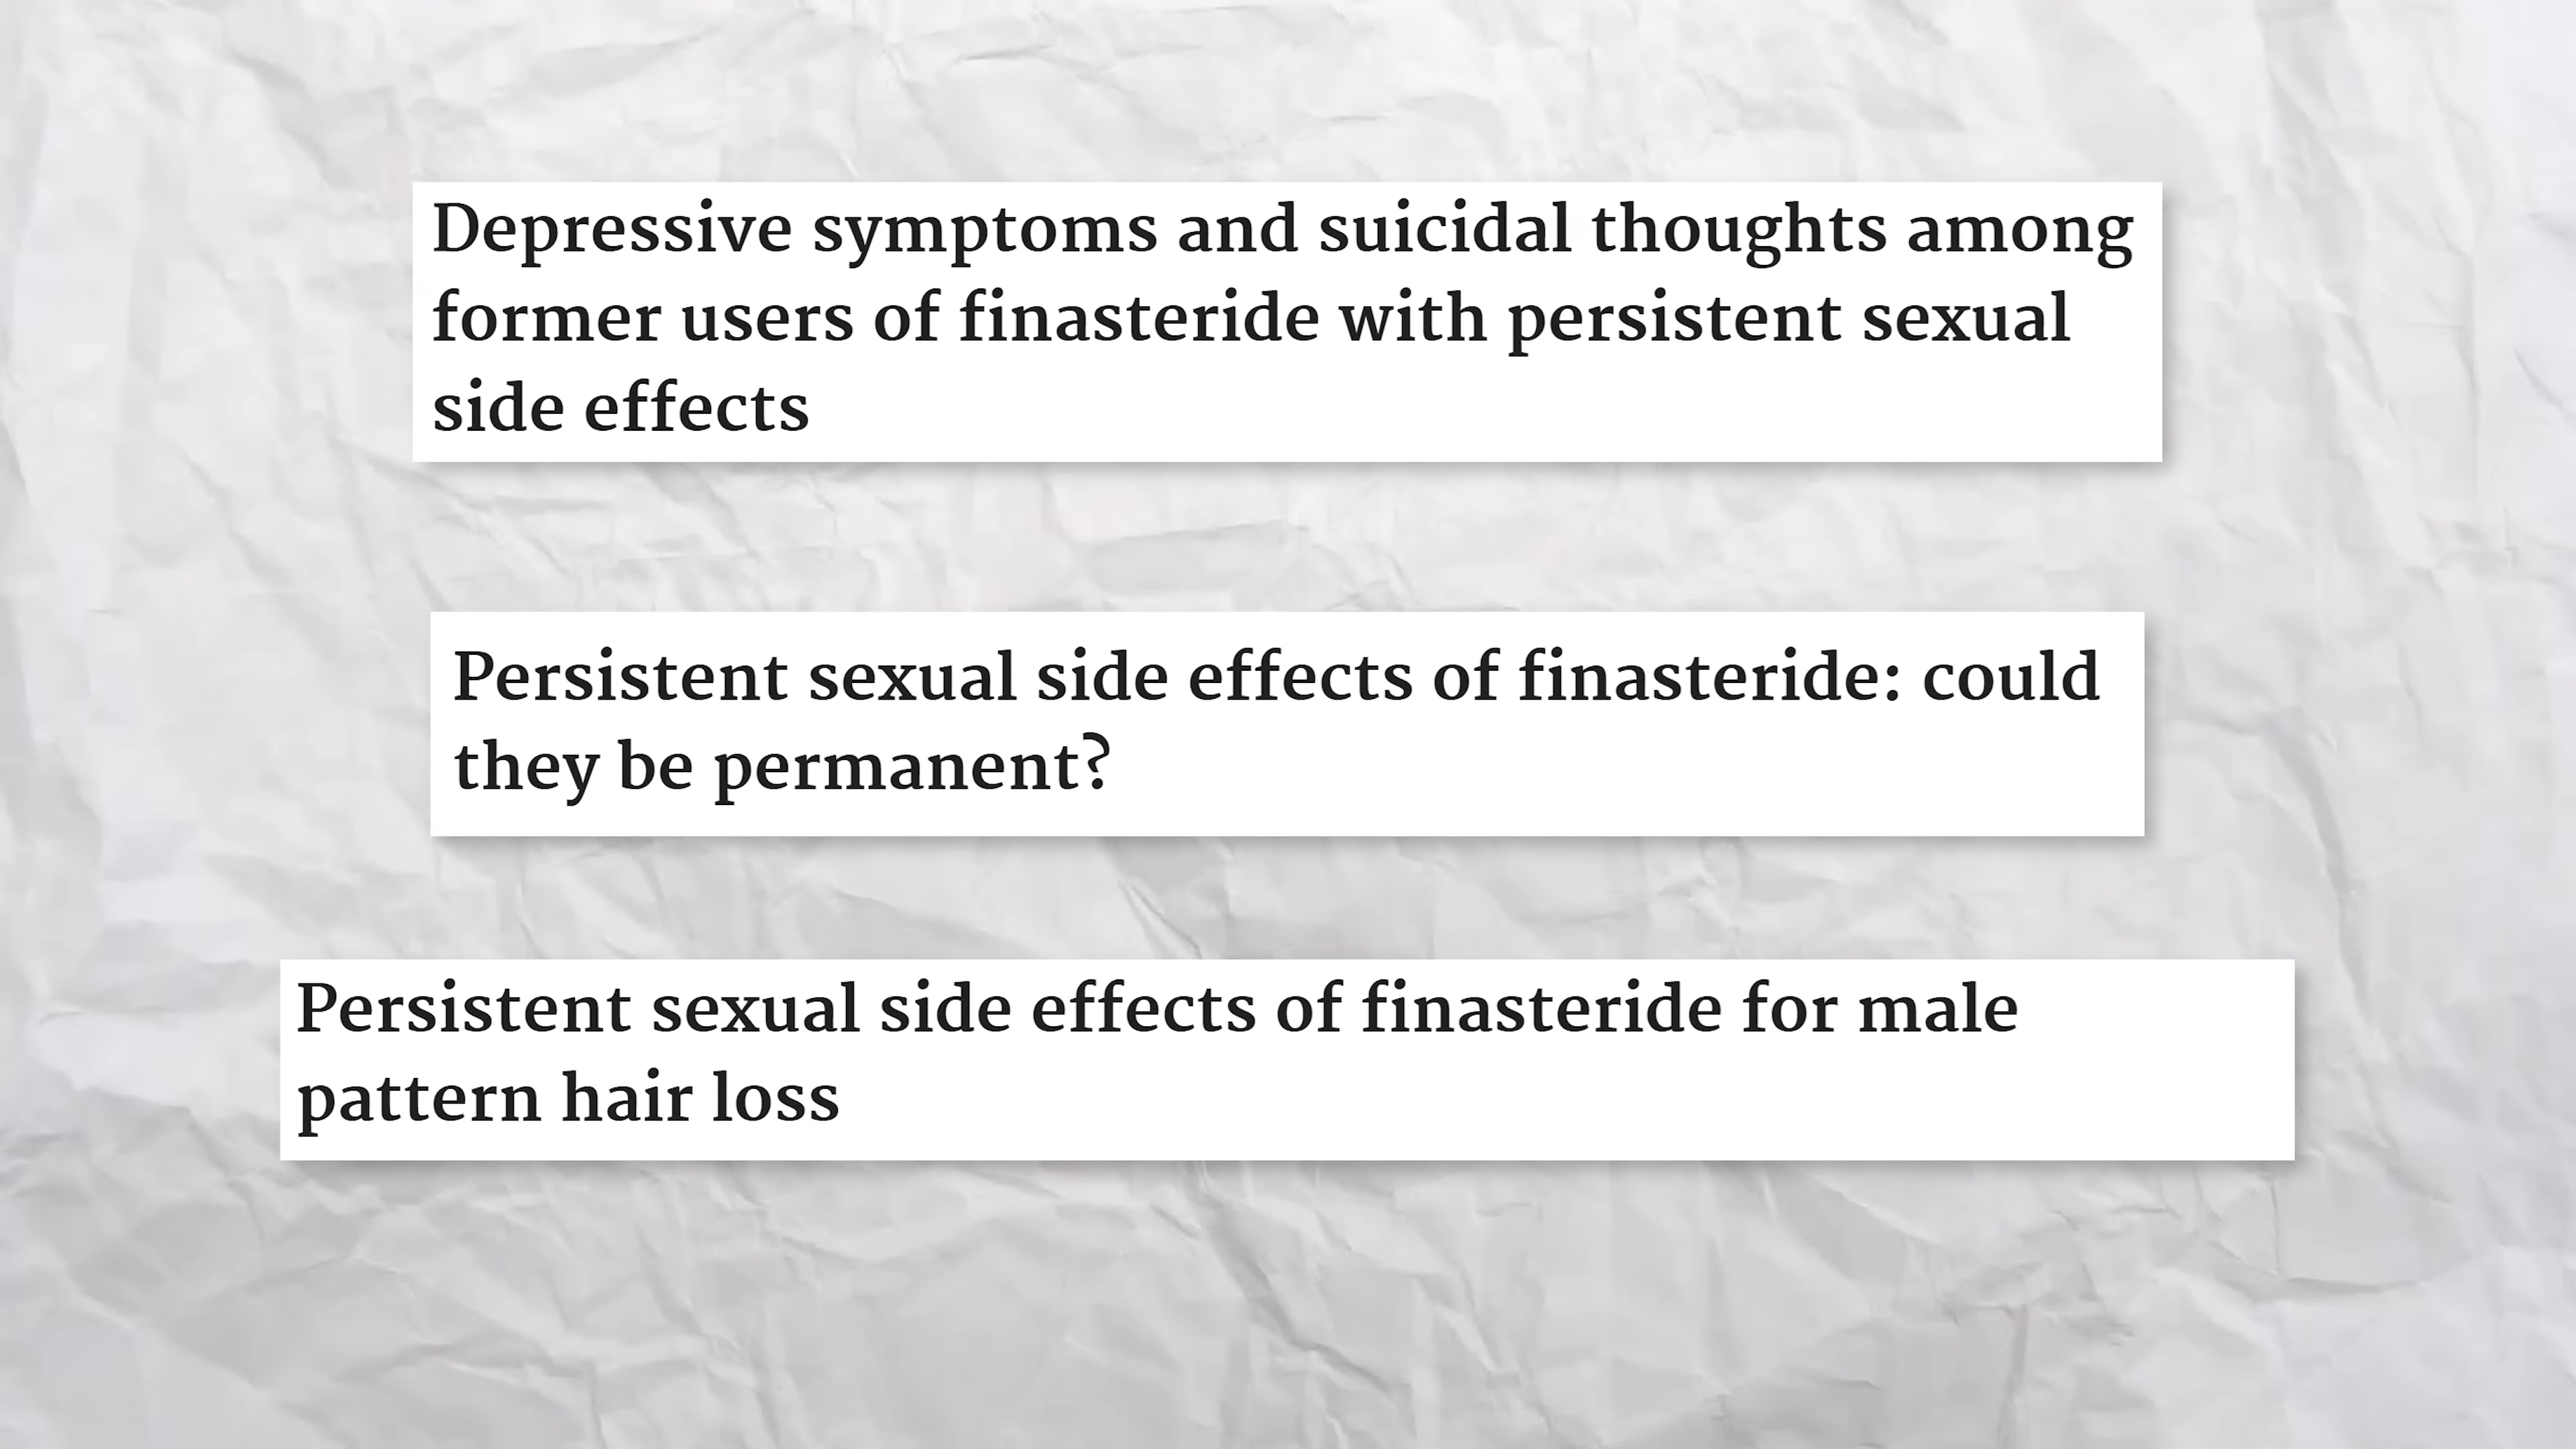 Depressive symptoms and suicidal thoughts among
former users of finasteride with persistent sexual
side effects
Persistent sexual side effects of finasteride: could
they be permanent?
Persistent sexual side effects of finasteride for male
pattern hair loss